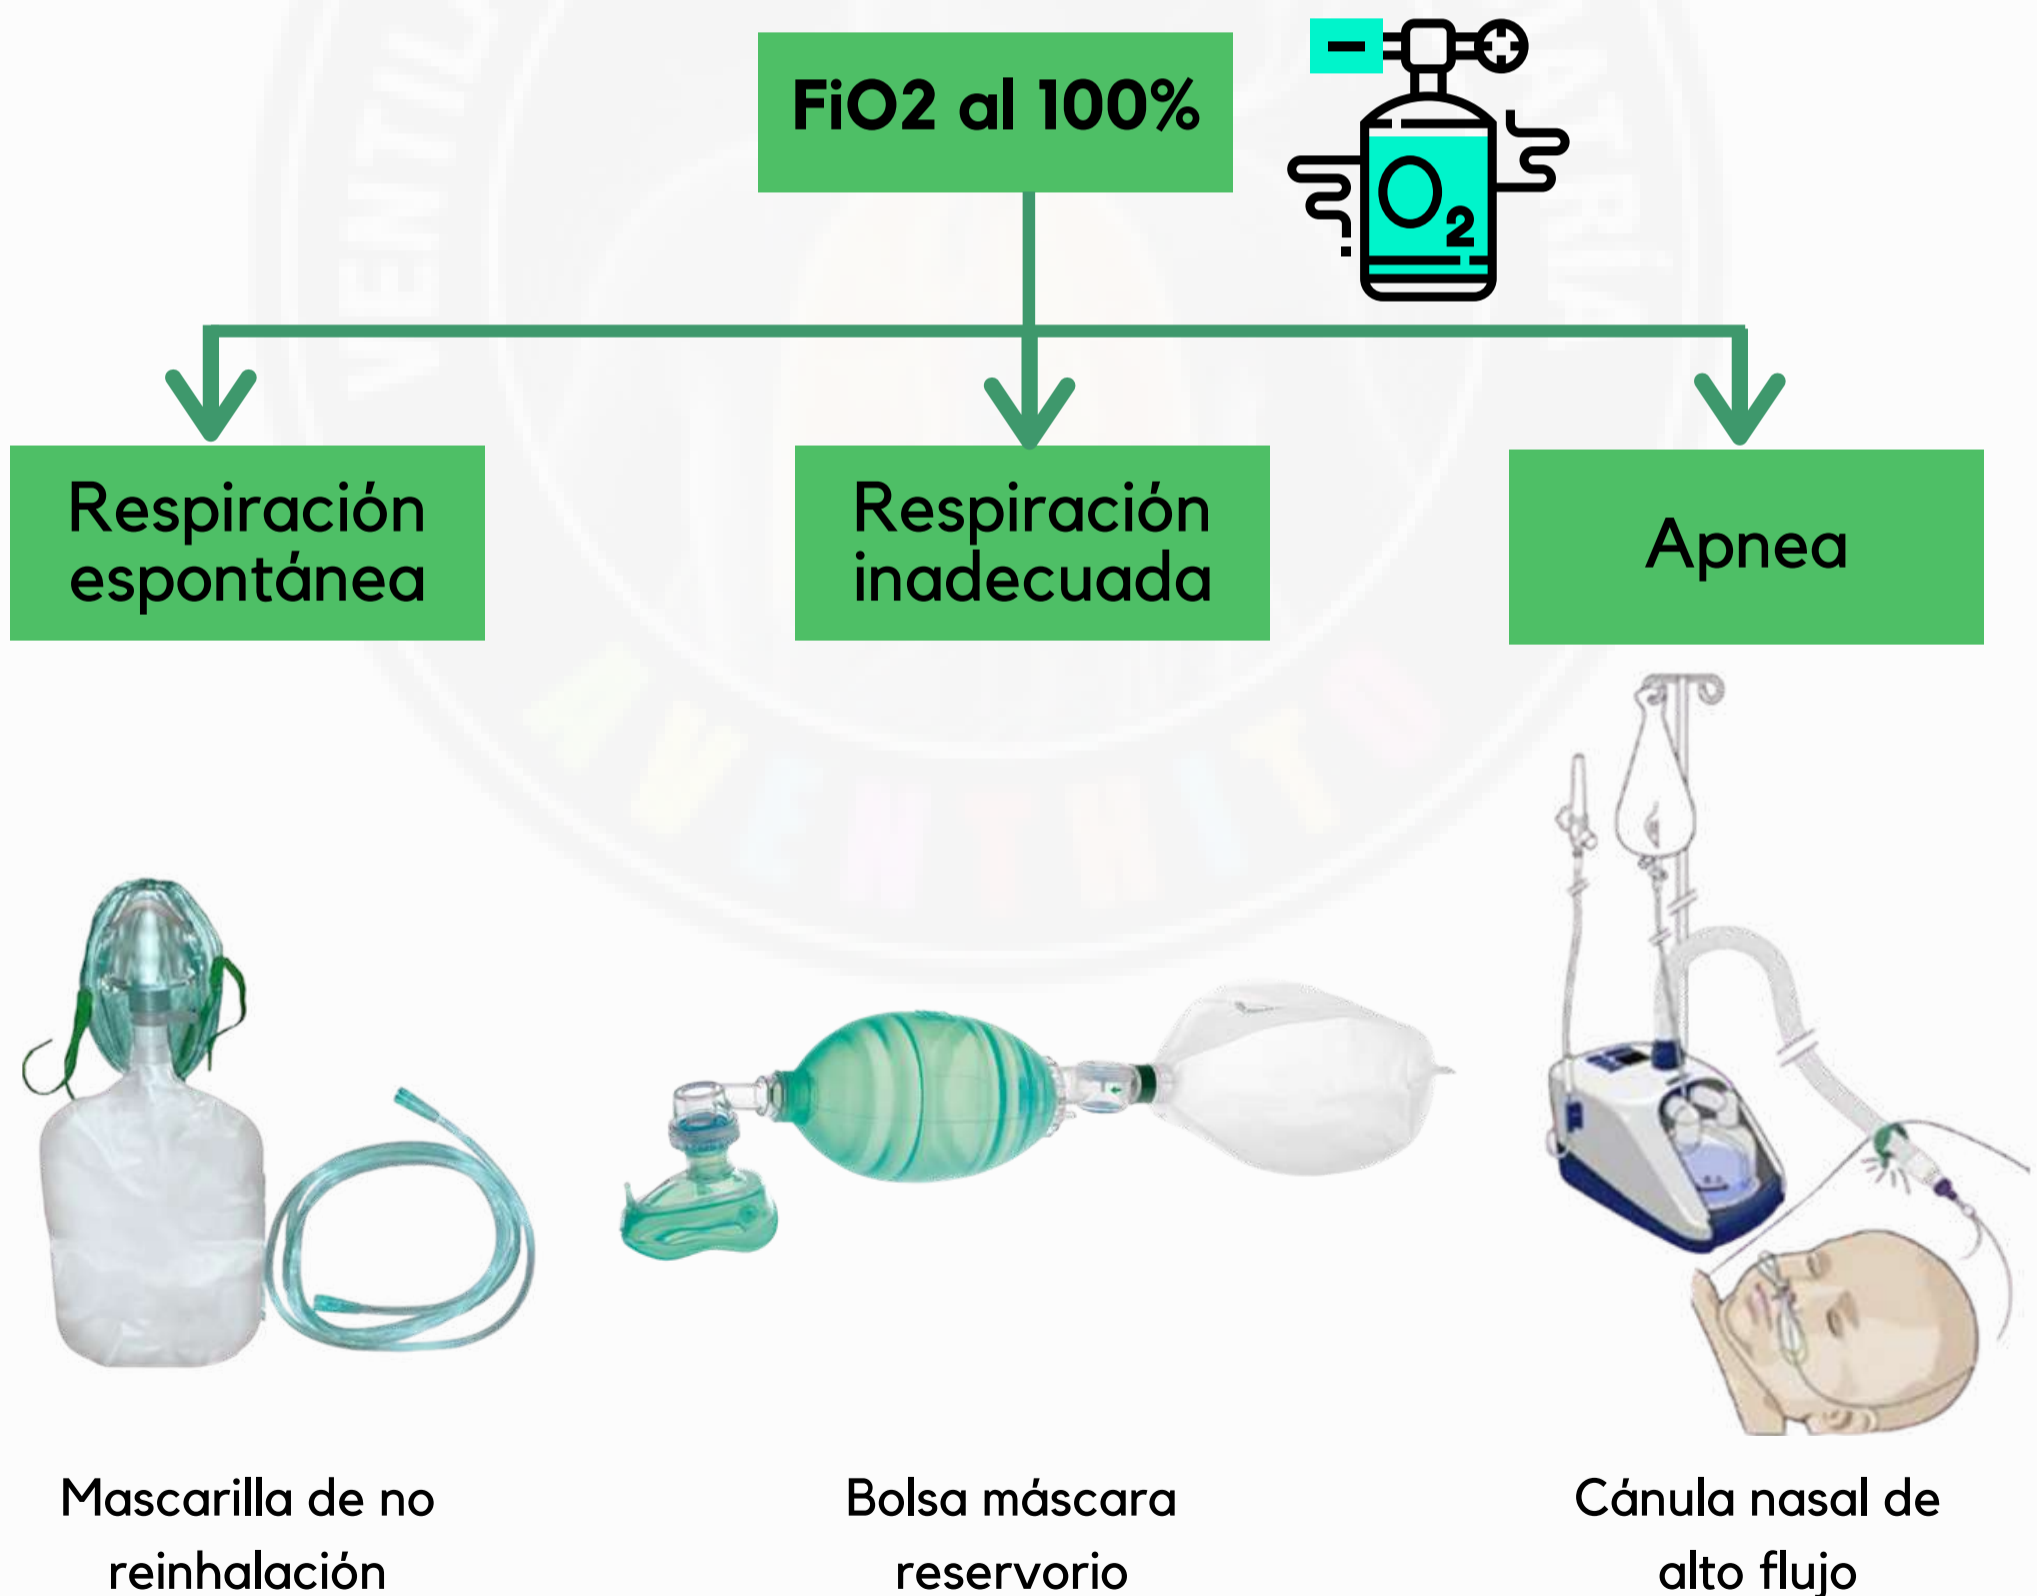 FiO2 al 100%
O2
Respiración
espontánea
Respiración
inadecuada
Apnea
Mascarilla de no
reinhalación
Bolsa máscara
reservorio
Cánula nasal de
alto flujo